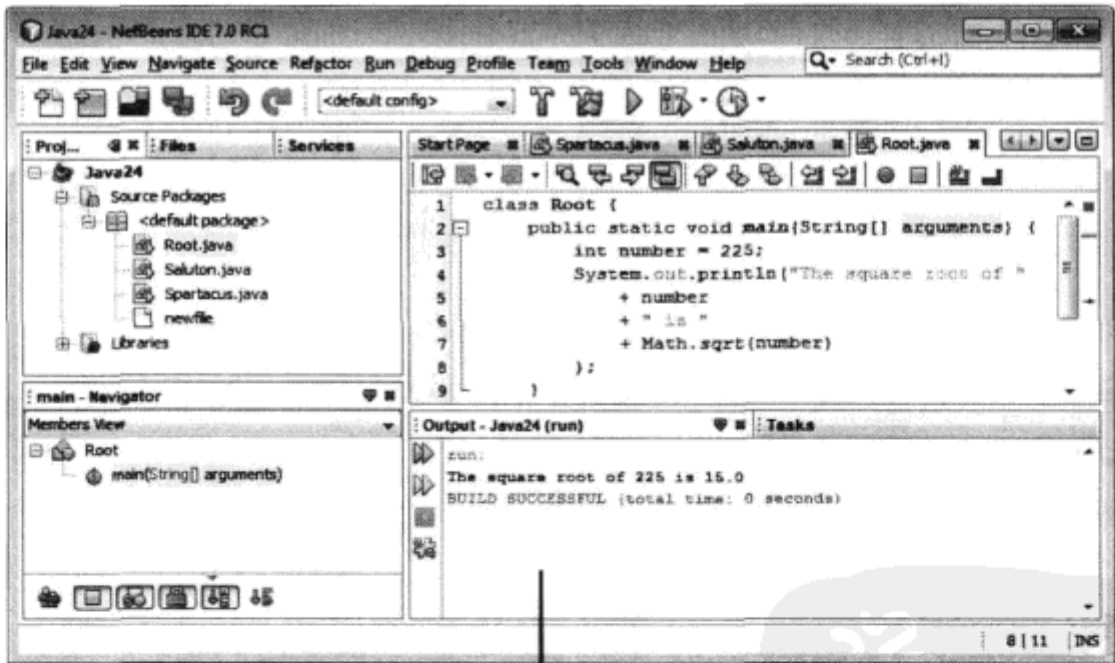 Java24 - NetBeans IDE 7.0 RC1
File Edit View Navigate Source Refactor Run Debug Profile Team Tools Window Help
Search (Ctrl+I)
<default config>
Proj... Files Services
Java24
Source Packages
<default package>
Root.java
Saluton.java
Spartacus.java
newfile
Libraries
main - Navigator
Members View
Root
main(String[] arguments)
Start Page Spartacus.java Saluton.java Root.java
1 class Root {
2 public static void main(String[] arguments) {
3 int number = 225;
4 System.out.println("The square root of "
5 + number
6 + " is "
7 + Math.sqrt(number)
8 );
9 }
Output - Java24 (run) Tasks
run:
The square root of 225 is 15.0
BUILD SUCCESSFUL (total time: 0 seconds)
8 | 11 INS